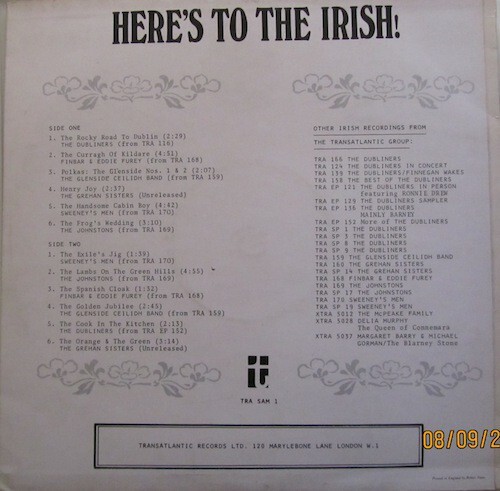 HERE'S TO THE IRISH!
SIDE ONE
1. The Rocky Road To Dublin (2:29)
THE DUBLINERS (from TRA 116)
2. The Curragh Of Kildare (4:51)
FINBAR & EDDIE FUREY (from TRA 168)
3. Polkas: The Glenside Nos. 1 & 2 (2:07)
THE GLENSIDE CEILIDH BAND (from TRA 159)
4. Henry Joy (2:37)
THE GREHAN SISTERS (Unreleased)
5. The Handsome Cabin Boy (4:42)
SWEENEY'S MEN (from TRA 170)
6. The Frog's Wedding (3:10)
THE JOHNSTONS (from TRA 169)
SIDE TWO
1. The Exile's Jig (1:39)
SWEENEY'S MEN (from TRA 170)
2. The Lambs On The Green Hills (4:55)
THE JOHNSTONS (from TRA 169)
3. The Spanish Cloak (1:32)
FINBAR & EDDIE FUREY (from TRA 168)
4. The Golden Jubilee (2:45)
THE GLENSIDE CEILIDH BAND (from TRA 159)
5. The Cook In The Kitchen (2:13)
THE DUBLINERS (from EP 132)
6. The Orange & The Green (3:14)
THE GREHAN SISTERS (Unreleased)
OTHER IRISH RECORDINGS FROM
THE TRANSATLANTIC GROUP:
TRA 166 THE DUBLINERS
TRA 124 THE DUBLINERS IN CONCERT
TRA 139 THE DUBLINERS/FINNEGAN WAKES
TRA 158 THE BEST OF THE DUBLINERS
TRA EP 121 THE DUBLINERS IN PERSON
featuring RONNIE DREW
TRA EP 129 THE DUBLINERS SAMPLER
TRA EP 136 THE DUBLINERS
MAINLY BARNEY
TRA EP 132 More of THE DUBLINERS
TRA SP 1 THE DUBLINERS
TRA SP 3 THE DUBLINERS
TRA SP 8 THE DUBLINERS
TRA SP 9 THE DUBLINERS
TRA 159 THE GLENSIDE CEILIDH BAND
TRA 160 THE GREHAN SISTERS
TRA SP 14 THE GREHAN SISTERS
TRA 168 FINBAR & EDDIE FUREY
TRA 169 THE JOHNSTONS
TRA SP 17 THE JOHNSTONS
TRA 170 SWEENEY'S MEN
TRA SP 19 SWEENEY'S MEN
XTRA 5012 THE McPEAKE FAMILY
XTRA 5028 DELIA MURPHY
The Queen of Connemara
XTRA 5037 MARGARET BARRY & MICHAEL
GORMAN/The Blarney Stone
TRA SAM 1
TRANSATLANTIC RECORDS LTD. 120 MARYLEBONE LANE LONDON W.1
08/09/2